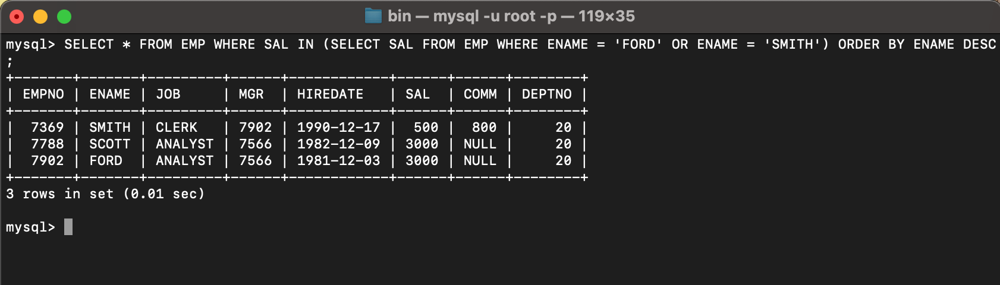 bin — mysql -u root -p — 119×35
mysql> SELECT * FROM EMP WHERE SAL IN (SELECT SAL FROM EMP WHERE ENAME = 'FORD' OR ENAME = 'SMITH') ORDER BY ENAME DESC
;
+-------+-------+---------+------+------------+------+------+--------+
| EMPNO | ENAME | JOB     | MGR  | HIREDATE   | SAL  | COMM | DEPTNO |
+-------+-------+---------+------+------------+------+------+--------+
|  7369 | SMITH | CLERK   | 7902 | 1990-12-17 |  500 |  800 |     20 |
|  7788 | SCOTT | ANALYST | 7566 | 1982-12-09 | 3000 | NULL |     20 |
|  7902 | FORD  | ANALYST | 7566 | 1981-12-03 | 3000 | NULL |     20 |
+-------+-------+---------+------+------------+------+------+--------+
3 rows in set (0.01 sec)
mysql>